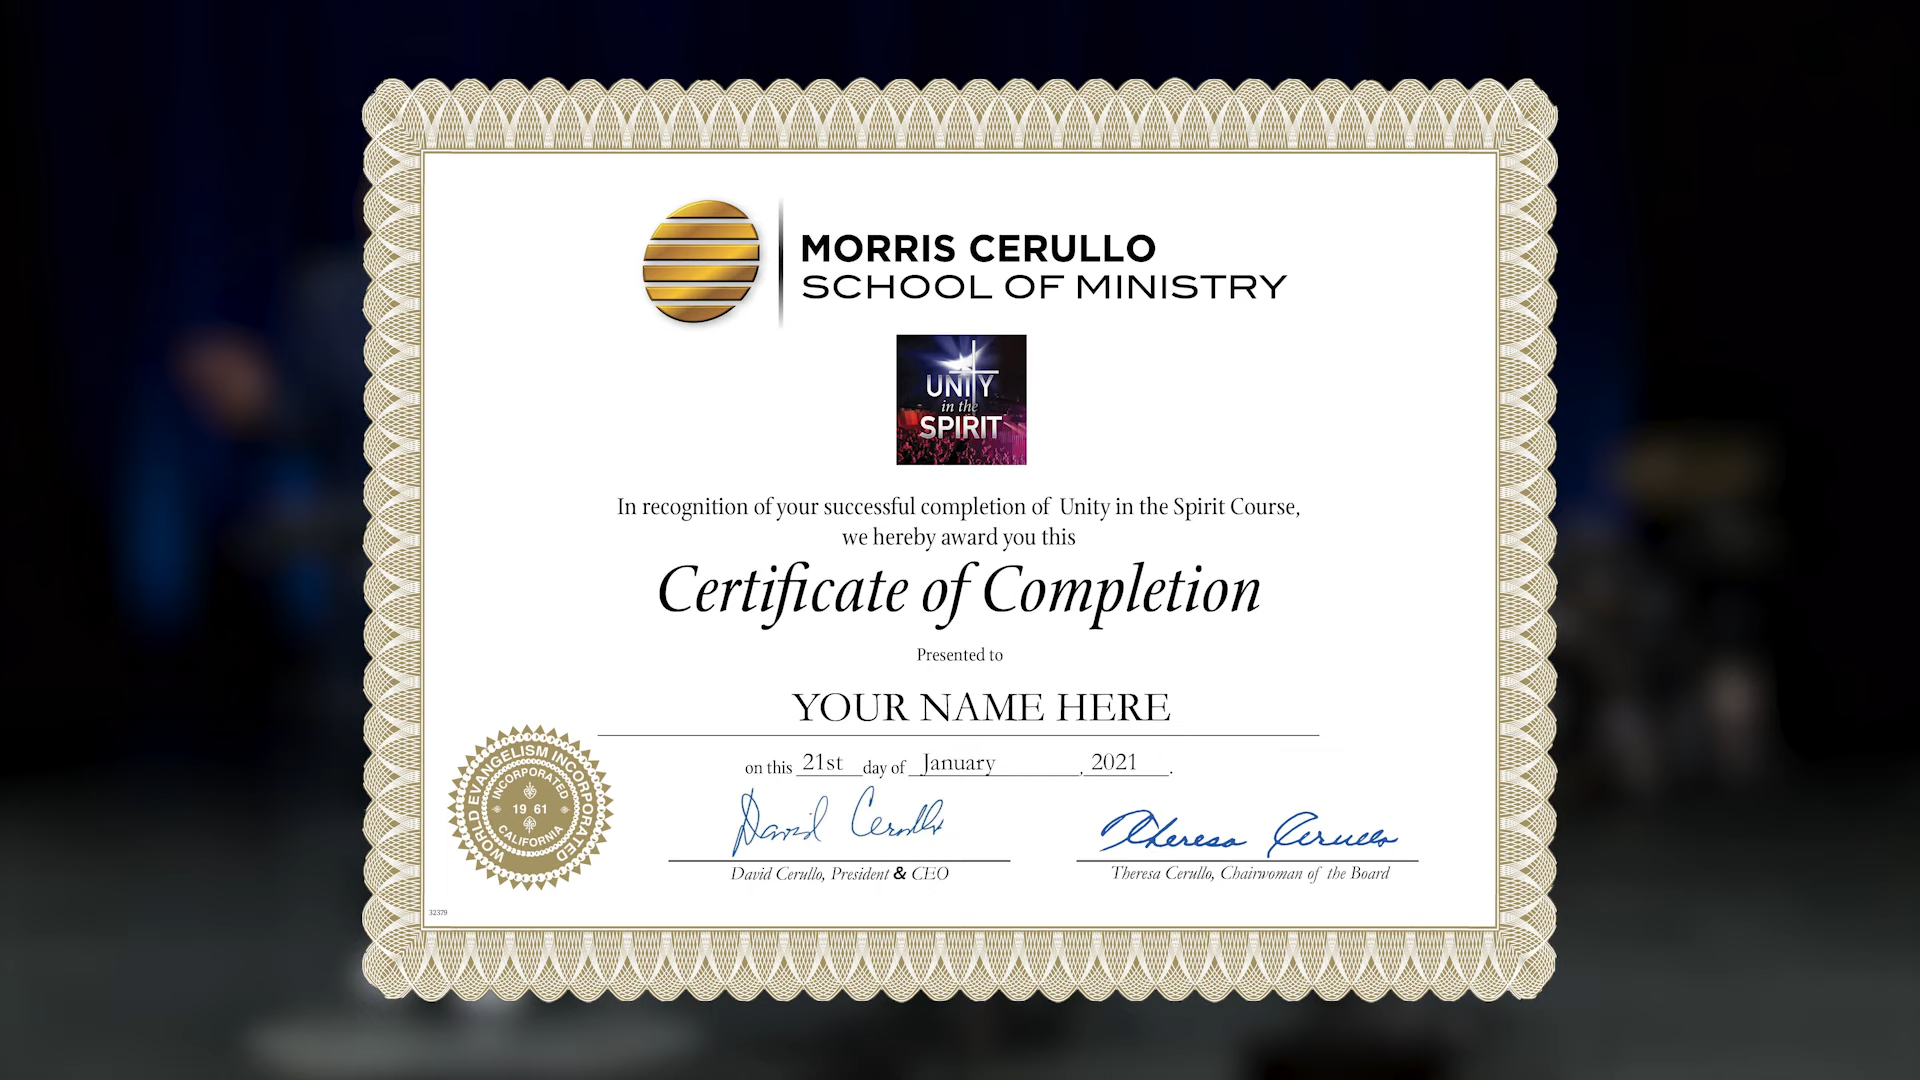 MORRIS CERULLO
SCHOOL OF MINISTRY
UNITY
in the
SPIRIT
In recognition of your successful completion of Unity in the Spirit Course,
we hereby award you this
Certificate of Completion
Presented to
YOUR NAME HERE
on this 21st day of January, 2021.
WORLD EVANGELISM INCORPORATED
INCORPORATED
19 61
CALIFORNIA
David Cerullo
Theresa Cerullo
David Cerullo, President & CEO
Theresa Cerullo, Chairwoman of the Board
32379